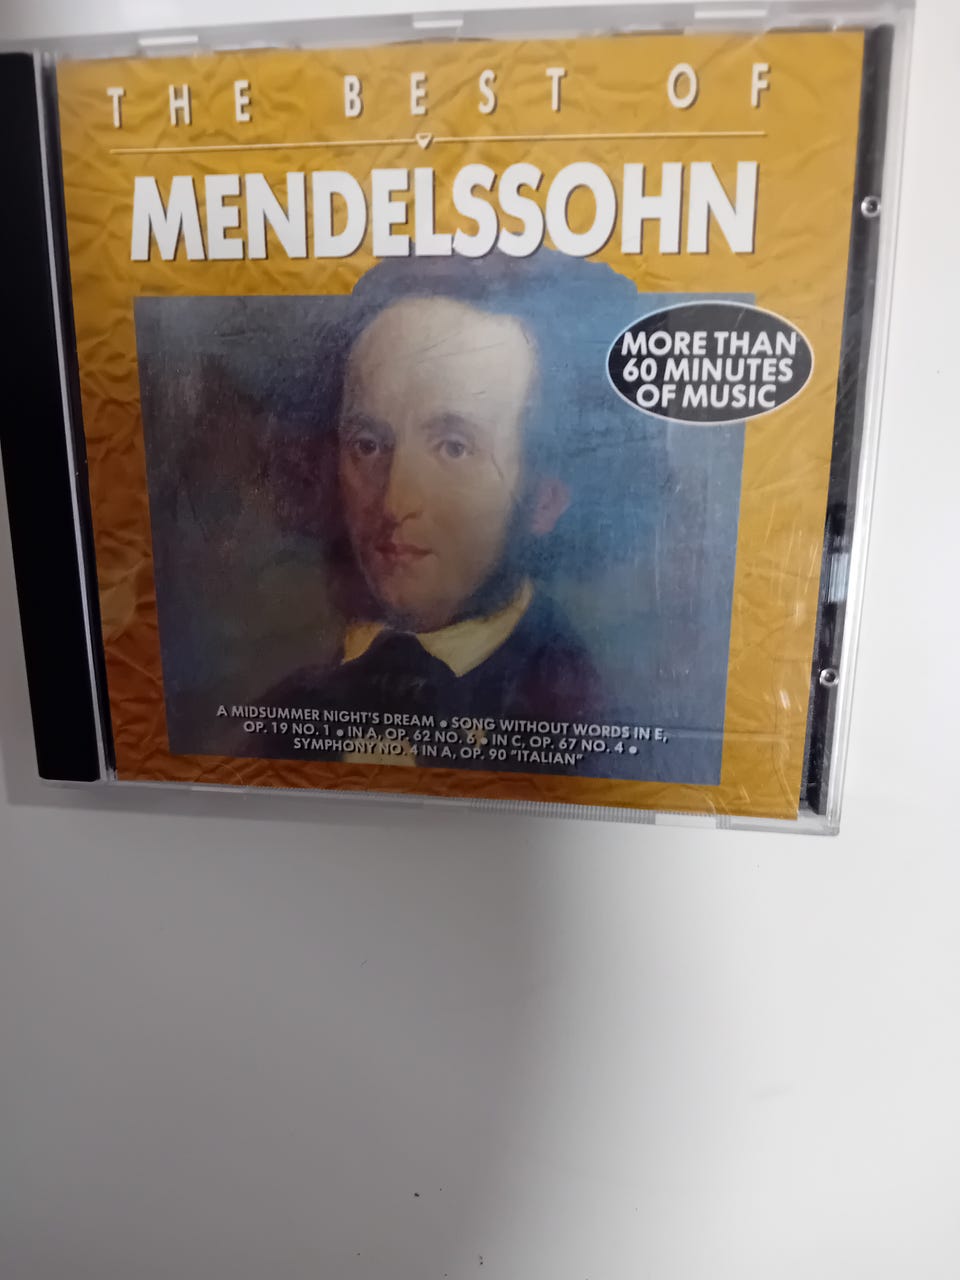 THE BEST OF
MENDELSSOHN
MORE THAN
60 MINUTES
OF MUSIC
A MIDSUMMER NIGHT'S DREAM • SONG WITHOUT WORDS IN E,
OP. 19 NO. 1 • IN A, OP. 62 NO. 6 • IN C, OP. 67 NO. 4 •
SYMPHONY NO. 4 IN A, OP. 90 "ITALIAN"